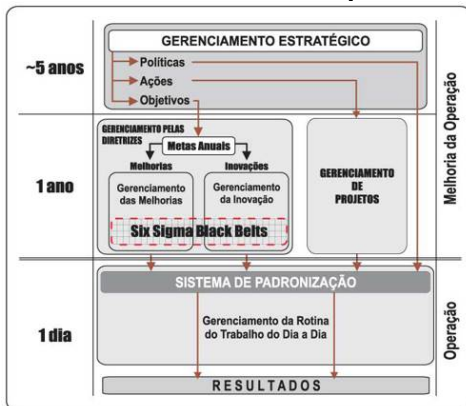 GERENCIAMENTO ESTRATÉGICO
~5 anos
Políticas
Ações
Objetivos
Melhoria da Operação
GERENCIAMENTO PELAS
DIRETRIZES
Metas Anuais
Melhorias
Inovações
1 ano
Gerenciamento
das Melhorias
Gerenciamento
da Inovação
GERENCIAMENTO
DE
PROJETOS
Six Sigma Black Belts
SISTEMA DE PADRONIZAÇÃO
1 dia
Gerenciamento da Rotina
do Trabalho do Dia a Dia
Operação
RESULTADOS